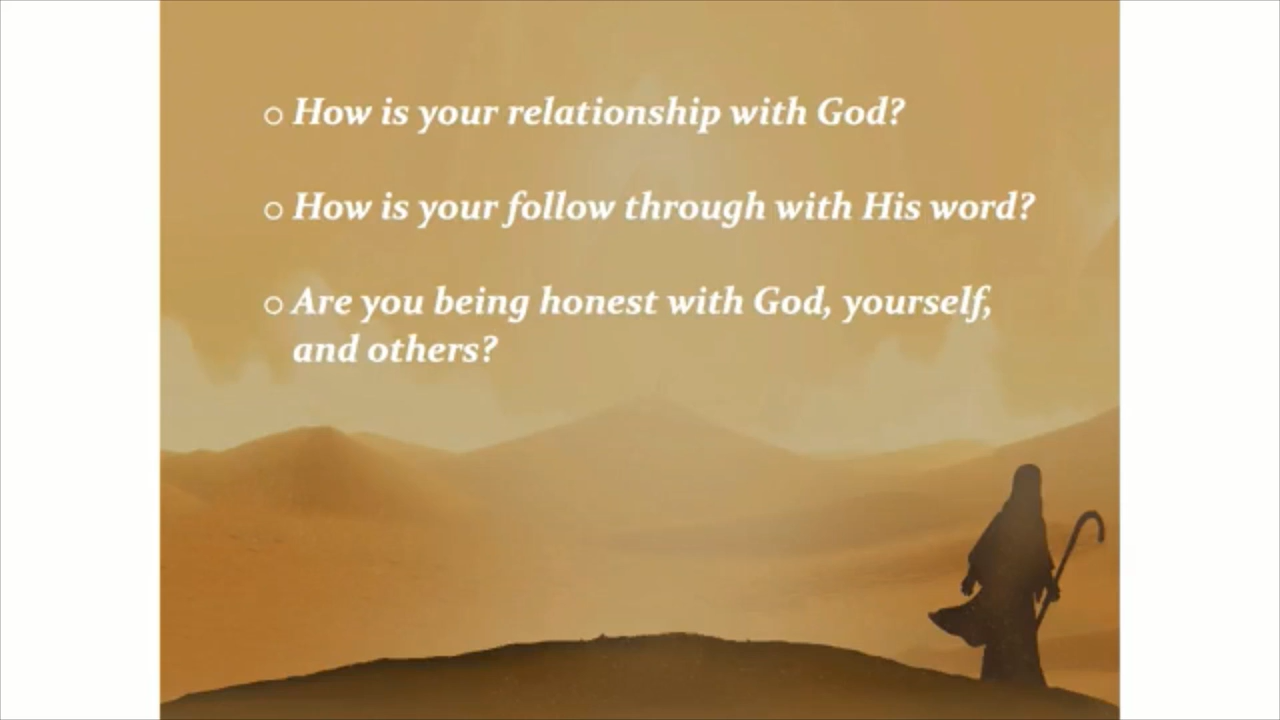 ○ How is your relationship with God?
○ How is your follow through with His word?
○ Are you being honest with God, yourself,
and others?